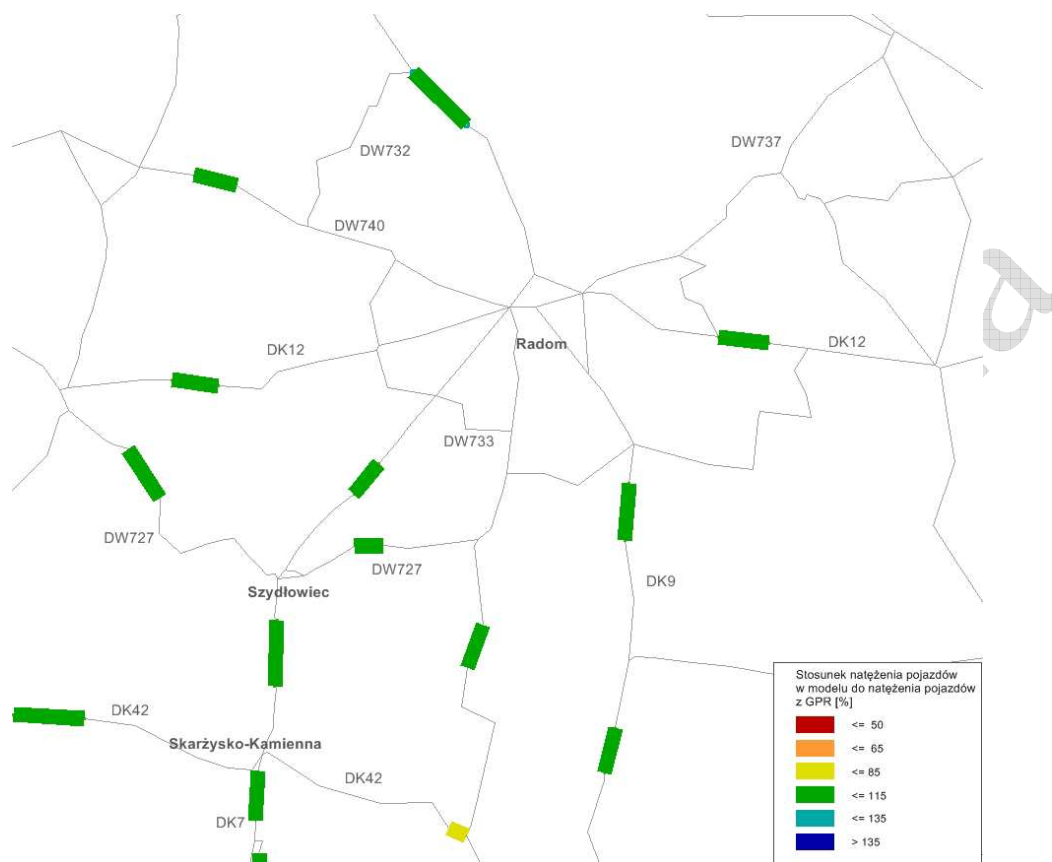 DW732
DW737
DW740
Radom
DK12
DK12
DW733
DW727
DW727
DK9
Szydłowiec
DK42
Skarżysko-Kamienna
DK42
DK7
Stosunek natężenia pojazdów
w modelu do natężenia pojazdów
z GPR [%]
<= 50
<= 65
<= 85
<= 115
<= 135
> 135